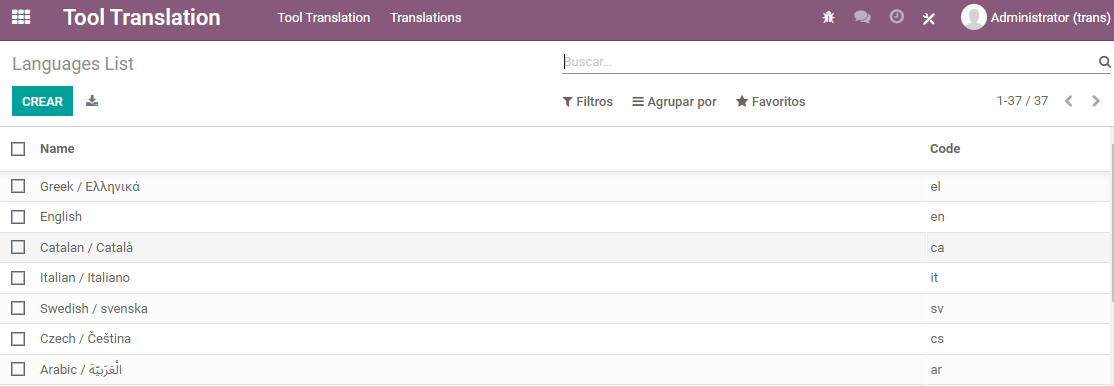 Tool Translation Tool Translation Translations Administrator (trans)
Languages List Buscar...
CREAR Filtros Agrupar por Favoritos 1-37 / 37
Name Code
Greek / Ελληνικά el
English en
Catalan / Català ca
Italian / Italiano it
Swedish / svenska sv
Czech / Čeština cs
Arabic / الْعَرَبيّة ar